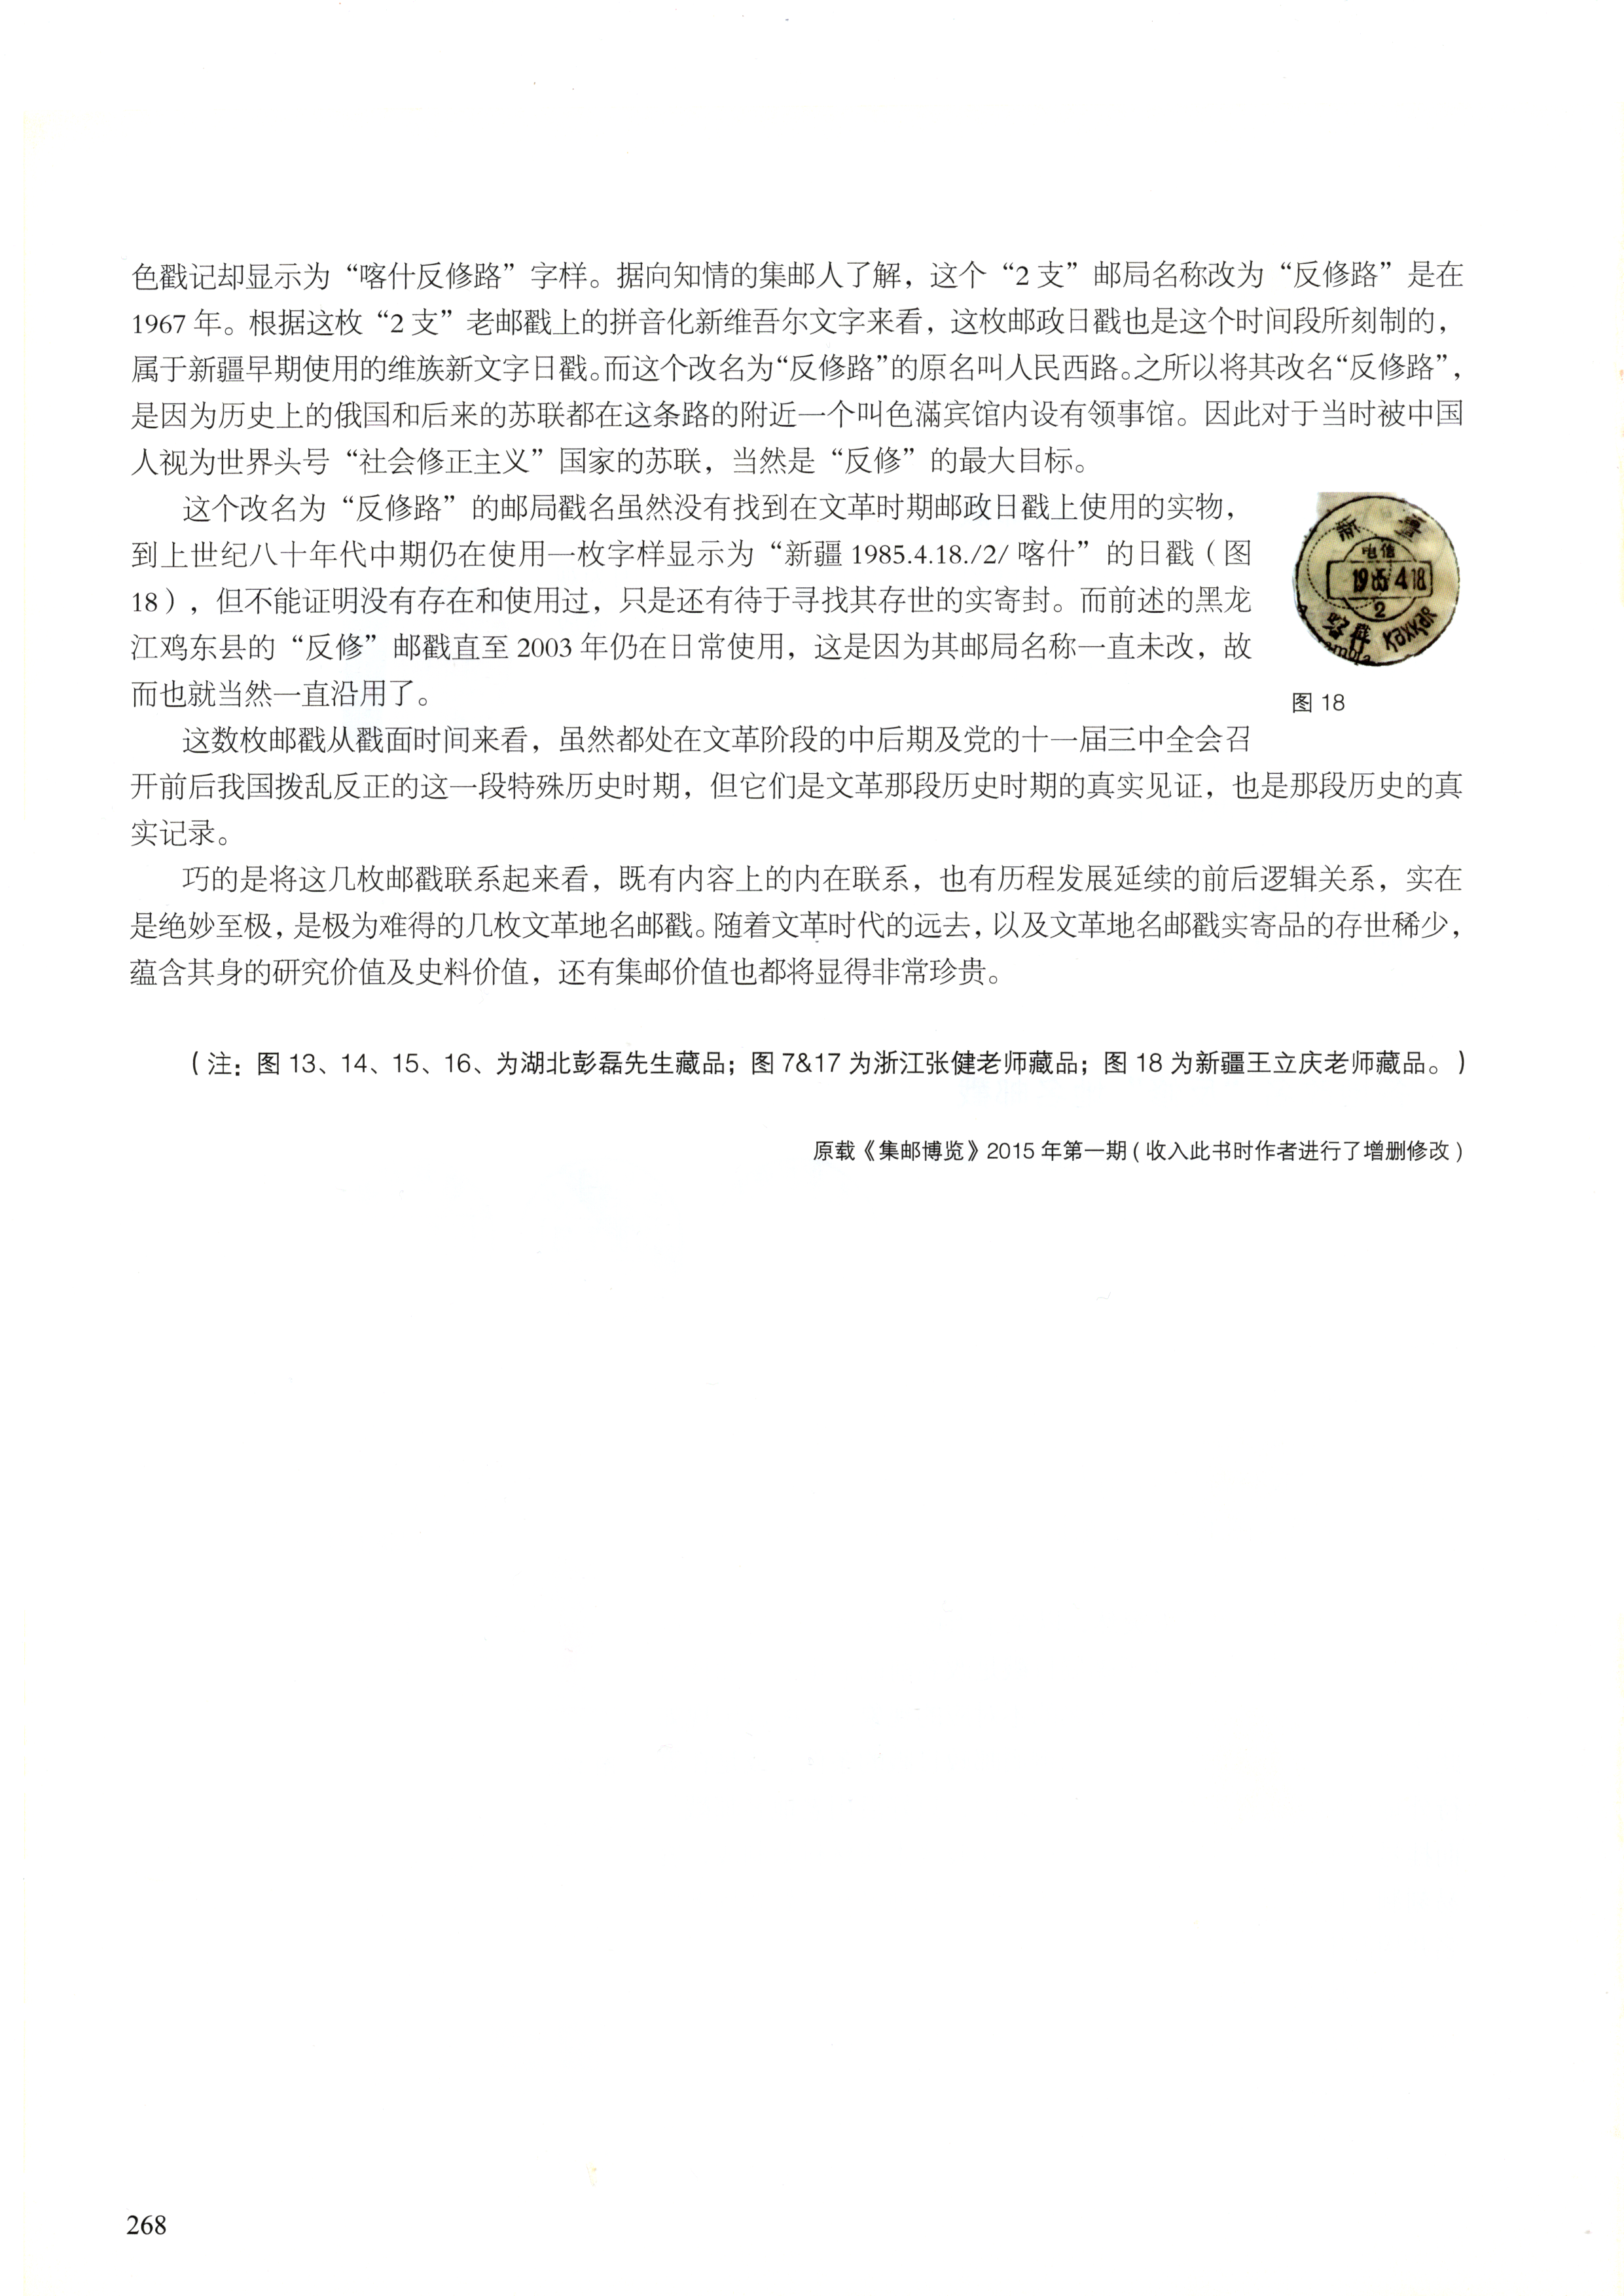 色戳记却显示为“喀什反修路”字样。据向知情的集邮人了解，这个“2 支”邮局名称改为“反修路”是在
1967 年。根据这枚“2 支”老邮戳上的拼音化新维吾尔文字来看，这枚邮政日戳也是这个时间段所刻制的，
属于新疆早期使用的维族新文字日戳。而这个改名为“反修路”的原名叫人民西路。之所以将其改名“反修路”，
是因为历史上的俄国和后来的苏联都在这条路的附近一个叫色滿宾馆内设有领事馆。因此对于当时被中国
人视为世界头号“社会修正主义”国家的苏联，当然是“反修”的最大目标。
这个改名为“反修路”的邮局戳名虽然没有找到在文革时期邮政日戳上使用的实物，
到上世纪八十年代中期仍在使用一枚字样显示为“新疆 1985.4.18./2/ 喀什”的日戳（图
18），但不能证明没有存在和使用过，只是还有待于寻找其存世的实寄封。而前述的黑龙
江鸡东县的“反修”邮戳直至 2003 年仍在日常使用，这是因为其邮局名称一直未改，故
而也就当然一直沿用了。
新 疆
电信
1985 4 18
2
喀什 Kaxkar
图 18
这数枚邮戳从戳面时间来看，虽然都处在文革阶段的中后期及党的十一届三中全会召
开前后我国拨乱反正的这一段特殊历史时期，但它们是文革那段历史时期的真实见证，也是那段历史的真
实记录。
巧的是将这几枚邮戳联系起来看，既有内容上的内在联系，也有历程发展延续的前后逻辑关系，实在
是绝妙至极，是极为难得的几枚文革地名邮戳。随着文革时代的远去，以及文革地名邮戳实寄品的存世稀少，
蕴含其身的研究价值及史料价值，还有集邮价值也都将显得非常珍贵。
（注：图 13、14、15、16、为湖北彭磊先生藏品；图 7&17 为浙江张健老师藏品；图 18 为新疆王立庆老师藏品。）
原载《集邮博览》2015 年第一期（收入此书时作者进行了增删修改）
268